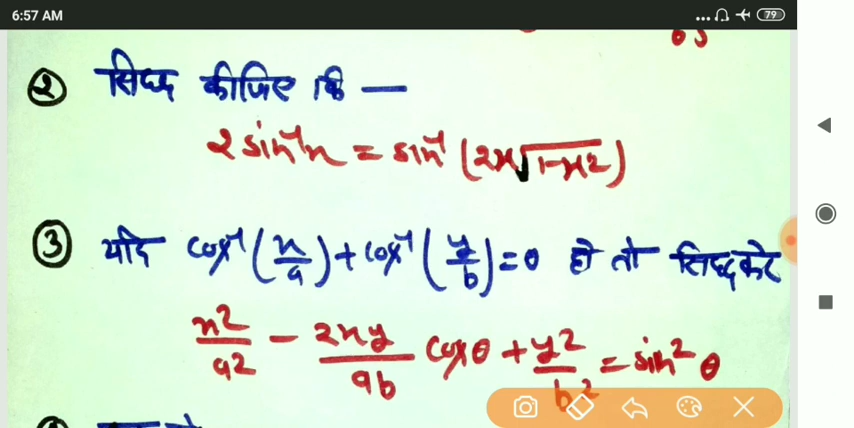 6:57 AM
79
② सिध्द कीजिए कि —
2 sin⁻¹x = sin⁻¹ (2x√1-x2)
③ यदि cos⁻¹ (x/a) + cos⁻¹ (y/b) = θ हो तो सिध्द करे
x²/a² - 2xy/ab cosθ + y²/b² = sin² θ